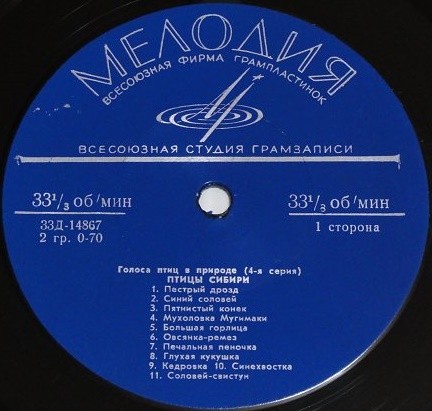 МЕЛОДИЯ
ВСЕСОЮЗНАЯ ФИРМА ГРАМПЛАСТИНОК
ВСЕСОЮЗНАЯ СТУДИЯ ГРАМЗАПИСИ
33⅓ об/мин
33Д-14867
2 гр. 0-70
33⅓ об/мин
1 сторона
Голоса птиц в природе (4-я серия)
ПТИЦЫ СИБИРИ
1. Пестрый дрозд
2. Синий соловей
3. Пятнистый конек
4. Мухоловка Мугимаки
5. Большая горлица
6. Овсянка-ремез
7. Печальная пеночка
8. Глухая кукушка
9. Кедровка 10. Синехвостка
11. Соловей-свистун